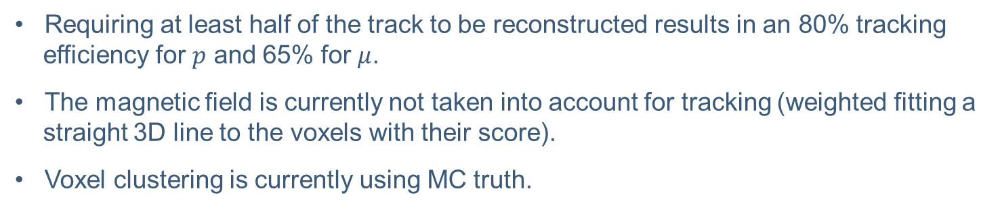 • Requiring at least half of the track to be reconstructed results in an 80% tracking
efficiency for p and 65% for μ.
• The magnetic field is currently not taken into account for tracking (weighted fitting a
straight 3D line to the voxels with their score).
• Voxel clustering is currently using MC truth.